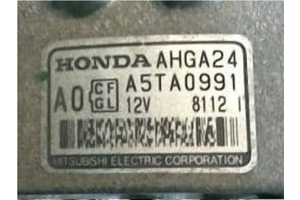 HONDA AHGA24
A0 CF GL A5TA0991
12V 8112 I
MITSUBISHI ELECTRIC CORPORATION